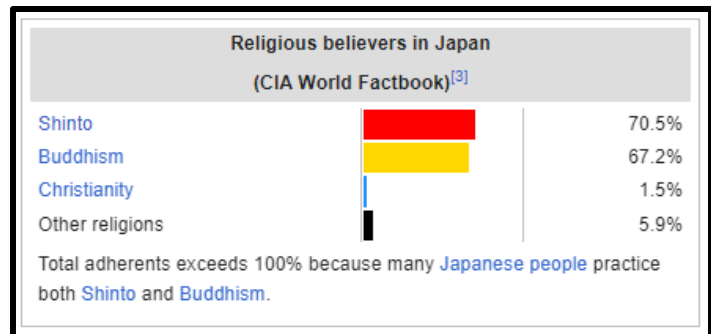 Religious believers in Japan
(CIA World Factbook)[3]
Shinto 70.5%
Buddhism 67.2%
Christianity 1.5%
Other religions 5.9%
Total adherents exceeds 100% because many Japanese people practice
both Shinto and Buddhism.